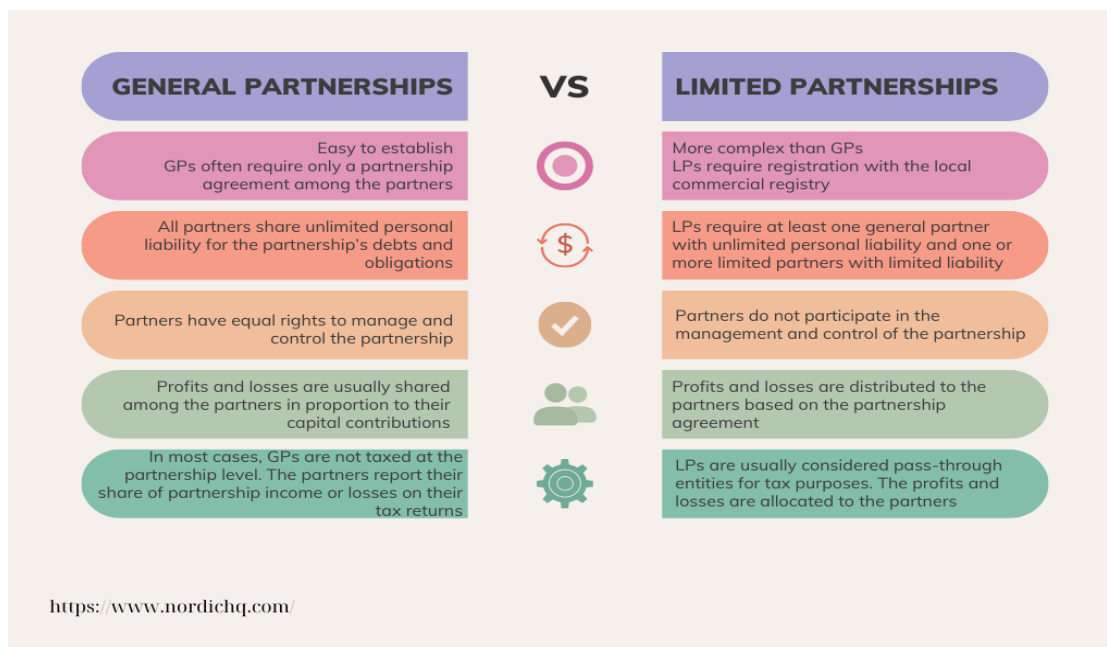 GENERAL PARTNERSHIPS
VS
LIMITED PARTNERSHIPS
Easy to establish
GPs often require only a partnership
agreement among the partners
More complex than GPs
LPs require registration with the local
commercial registry
All partners share unlimited personal
liability for the partnership's debts and
obligations
$
LPs require at least one general partner
with unlimited personal liability and one or
more limited partners with limited liability
Partners have equal rights to manage and
control the partnership
Partners do not participate in the
management and control of the partnership
Profits and losses are usually shared
among the partners in proportion to their
capital contributions
Profits and losses are distributed to the
partners based on the partnership
agreement
In most cases, GPs are not taxed at the
partnership level. The partners report their
share of partnership income or losses on their
tax returns
LPs are usually considered pass-through
entities for tax purposes. The profits and
losses are allocated to the partners
https://www.nordichq.com/